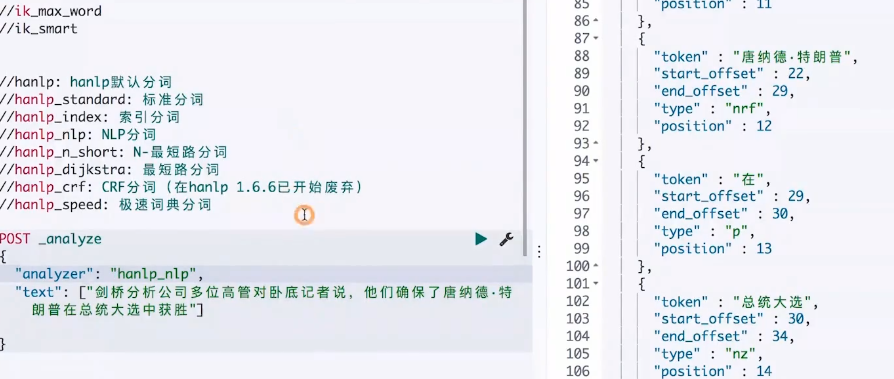 //ik_max_word
//ik_smart
//hanlp: hanlp默认分词
//hanlp_standard: 标准分词
//hanlp_index: 索引分词
//hanlp_nlp: NLP分词
//hanlp_n_short: N-最短路分词
//hanlp_dijkstra: 最短路分词
//hanlp_crf: CRF分词 (在hanlp 1.6.6已开始废弃)
//hanlp_speed: 极速词典分词
POST _analyze
{
"analyzer": "hanlp_nlp",
"text": ["剑桥分析公司多位高管对卧底记者说, 他们确保了唐纳德·特
朗普在总统大选中获胜"]
}
85 "position" : 11
86 },
87 {
88 "token" : "唐纳德·特朗普",
89 "start_offset" : 22,
90 "end_offset" : 29,
91 "type" : "nrf",
92 "position" : 12
93 },
94 {
95 "token" : "在",
96 "start_offset" : 29,
97 "end_offset" : 30,
98 "type" : "p",
99 "position" : 13
100 },
101 {
102 "token" : "总统大选",
103 "start_offset" : 30,
104 "end_offset" : 34,
105 "type" : "nz",
106 "position" : 14